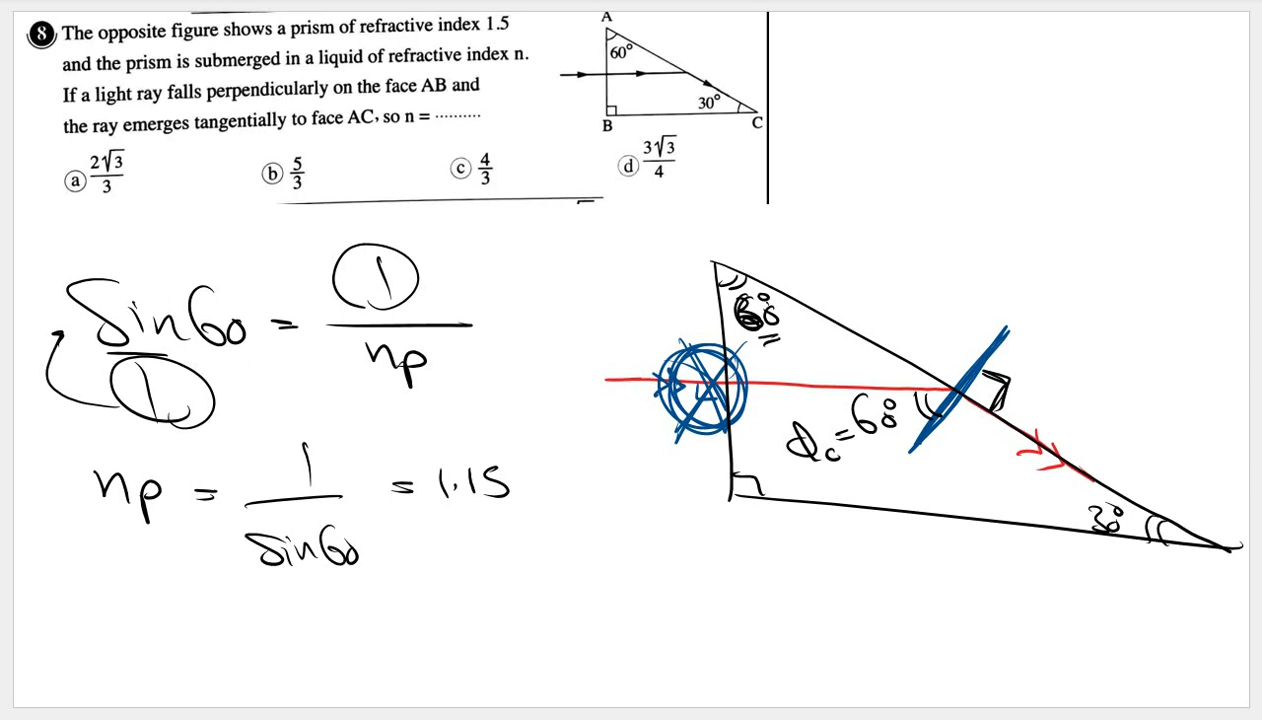 8 The opposite figure shows a prism of refractive index 1.5
and the prism is submerged in a liquid of refractive index n.
If a light ray falls perpendicularly on the face AB and
the ray emerges tangentially to face AC, so n = ..........
a 2√3/3 b 5/3 c 4/3 d 3√3/4
A
60°
30°
B
C
Sin60 = 1/np
1
np = 1/Sin60 = 1.15
60°
φc = 60°
30°